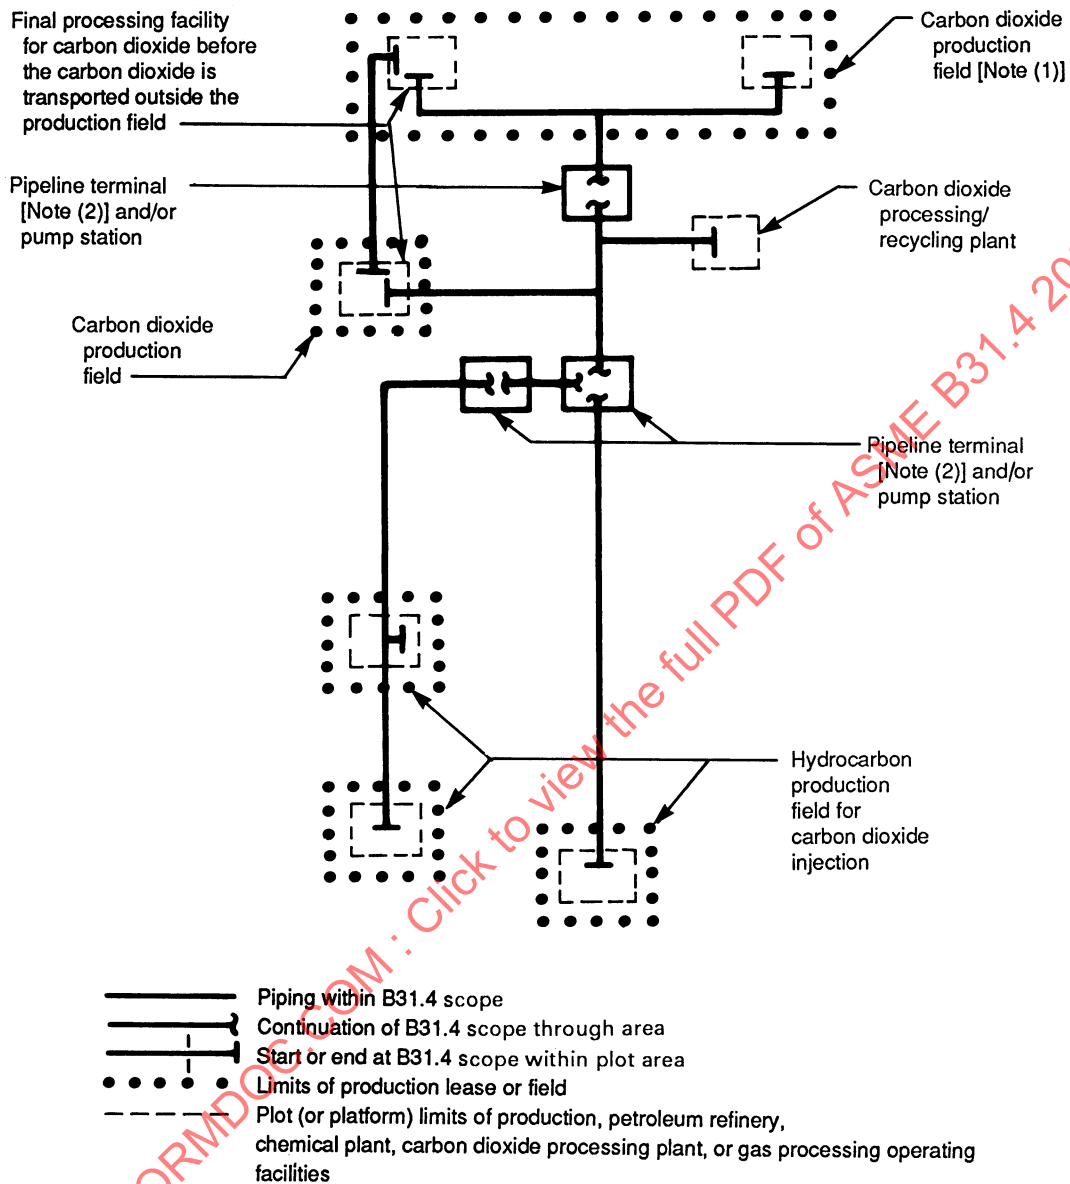 Final processing facility
for carbon dioxide before
the carbon dioxide is
transported outside the
production field
Carbon dioxide
production
field [Note (1)]
Pipeline terminal
[Note (2)] and/or
pump station
Carbon dioxide
processing/
recycling plant
Carbon dioxide
production
field
Pipeline terminal
[Note (2)] and/or
pump station
Hydrocarbon
production
field for
carbon dioxide
injection
Piping within B31.4 scope
Continuation of B31.4 scope through area
Start or end at B31.4 scope within plot area
Limits of production lease or field
Plot (or platform) limits of production, petroleum refinery,
chemical plant, carbon dioxide processing plant, or gas processing operating
facilities
ORMDOC.COM : Click to view the full PDF of ASME B31.4 20